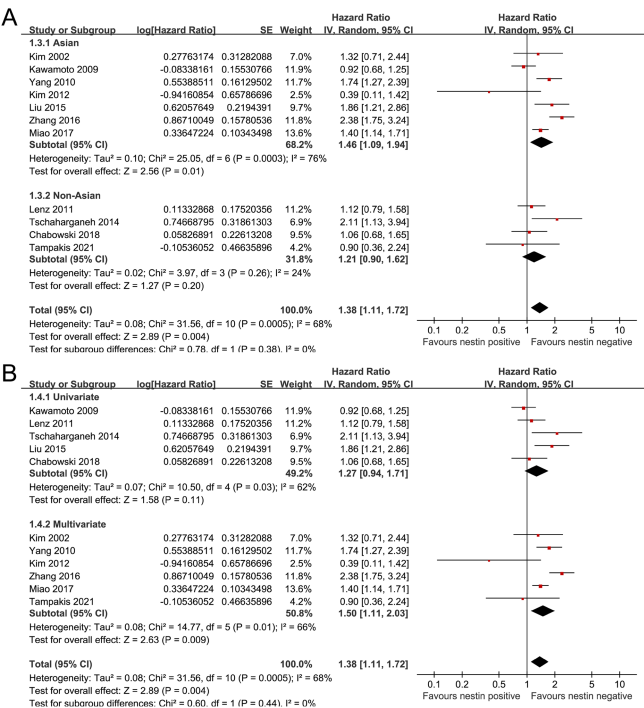 A
Hazard Ratio Hazard Ratio
Study or Subgroup log[Hazard Ratio] SE Weight IV, Random, 95% CI IV, Random, 95% CI
1.3.1 Asian
Kim 2002 0.27763174 0.31282088 7.0% 1.32 [0.71, 2.44]
Kawamoto 2009 -0.08338161 0.15530766 11.9% 0.92 [0.68, 1.25]
Yang 2010 0.55388511 0.16129502 11.7% 1.74 [1.27, 2.39]
Kim 2012 -0.94160854 0.65786696 2.5% 0.39 [0.11, 1.42]
Liu 2015 0.62057649 0.2194391 9.7% 1.86 [1.21, 2.86]
Zhang 2016 0.86710049 0.15780536 11.8% 2.38 [1.75, 3.24]
Miao 2017 0.33647224 0.10343498 13.6% 1.40 [1.14, 1.71]
Subtotal (95% CI) 68.2% 1.46 [1.09, 1.94]
Heterogeneity: Tau² = 0.10; Chi² = 25.05, df = 6 (P = 0.0003); I² = 76%
Test for overall effect: Z = 2.56 (P = 0.01)
1.3.2 Non-Asian
Lenz 2011 0.11332868 0.17520356 11.2% 1.12 [0.79, 1.58]
Tschaharganeh 2014 0.74668795 0.31861303 6.9% 2.11 [1.13, 3.94]
Chabowski 2018 0.05826891 0.22613208 9.5% 1.06 [0.68, 1.65]
Tampakis 2021 -0.10536052 0.46635896 4.2% 0.90 [0.36, 2.24]
Subtotal (95% CI) 31.8% 1.21 [0.90, 1.62]
Heterogeneity: Tau² = 0.02; Chi² = 3.97, df = 3 (P = 0.26); I² = 24%
Test for overall effect: Z = 1.27 (P = 0.20)
Total (95% CI) 100.0% 1.38 [1.11, 1.72]
Heterogeneity: Tau² = 0.08; Chi² = 31.56, df = 10 (P = 0.0005); I² = 68%
Test for overall effect: Z = 2.89 (P = 0.004)
Test for subgroup differences: Chi² = 0.78, df = 1 (P = 0.38), I² = 0%
0.1 0.2 0.5 1 2 5 10
Favours nestin positive Favours nestin negative
B
Hazard Ratio Hazard Ratio
Study or Subgroup log[Hazard Ratio] SE Weight IV, Random, 95% CI IV, Random, 95% CI
1.4.1 Univariate
Kawamoto 2009 -0.08338161 0.15530766 11.9% 0.92 [0.68, 1.25]
Lenz 2011 0.11332868 0.17520356 11.2% 1.12 [0.79, 1.58]
Tschaharganeh 2014 0.74668795 0.31861303 6.9% 2.11 [1.13, 3.94]
Liu 2015 0.62057649 0.2194391 9.7% 1.86 [1.21, 2.86]
Chabowski 2018 0.05826891 0.22613208 9.5% 1.06 [0.68, 1.65]
Subtotal (95% CI) 49.2% 1.27 [0.94, 1.71]
Heterogeneity: Tau² = 0.07; Chi² = 10.50, df = 4 (P = 0.03); I² = 62%
Test for overall effect: Z = 1.58 (P = 0.11)
1.4.2 Multivariate
Kim 2002 0.27763174 0.31282088 7.0% 1.32 [0.71, 2.44]
Yang 2010 0.55388511 0.16129502 11.7% 1.74 [1.27, 2.39]
Kim 2012 -0.94160854 0.65786696 2.5% 0.39 [0.11, 1.42]
Zhang 2016 0.86710049 0.15780536 11.8% 2.38 [1.75, 3.24]
Miao 2017 0.33647224 0.10343498 13.6% 1.40 [1.14, 1.71]
Tampakis 2021 -0.10536052 0.46635896 4.2% 0.90 [0.36, 2.24]
Subtotal (95% CI) 50.8% 1.50 [1.11, 2.03]
Heterogeneity: Tau² = 0.08; Chi² = 14.77, df = 5 (P = 0.01); I² = 66%
Test for overall effect: Z = 2.63 (P = 0.009)
Total (95% CI) 100.0% 1.38 [1.11, 1.72]
Heterogeneity: Tau² = 0.08; Chi² = 31.56, df = 10 (P = 0.0005); I² = 68%
Test for overall effect: Z = 2.89 (P = 0.004)
Test for subgroup differences: Chi² = 0.60, df = 1 (P = 0.44), I² = 0%
0.1 0.2 0.5 1 2 5 10
Favours nestin positive Favours nestin negative